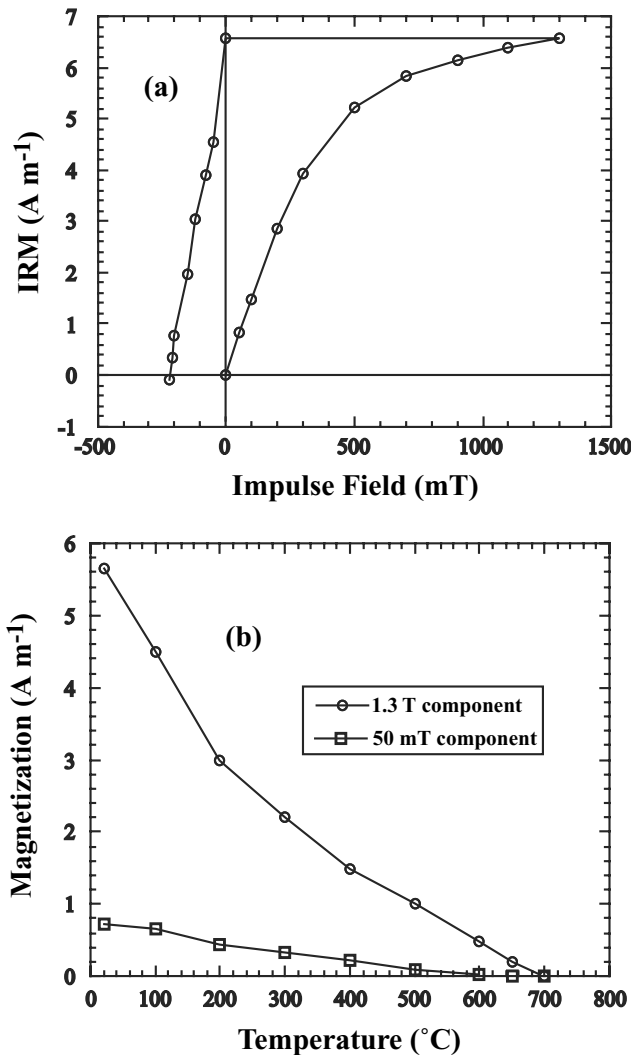 7
6
5
4
3
2
1
0
-1
IRM (A m-1)
(a)
-500 0 500 1000 1500
Impulse Field (mT)
6
5
4
3
2
1
0
Magnetization (A m-1)
(b)
1.3 T component
50 mT component
0 100 200 300 400 500 600 700 800
Temperature (˚C)